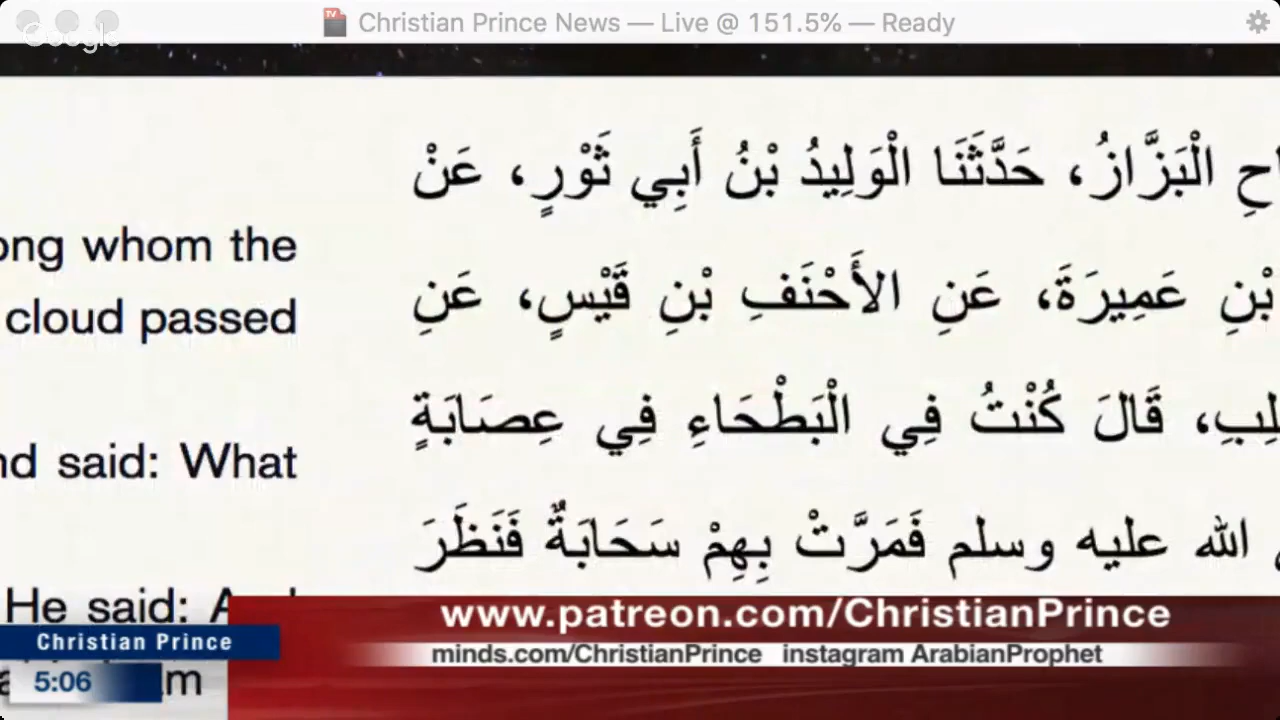 Christian Prince News — Live @ 151.5% — Ready
Google
احِ الْبَزَّازُ، حَدَّثَنَا الْوَلِيدُ بْنُ أَبِي ثَوْرٍ، عَنْ
بْنِ عَمِيرَةَ، عَنِ الأَحْنَفِ بْنِ قَيْسٍ، عَنِ
لِبِ، قَالَ كُنْتُ فِي الْبَطْحَاءِ فِي عِصَابَةٍ
الله عليه وسلم فَمَرَّتْ بِهِمْ سَحَابَةٌ فَنَظَرَ
ong whom the
cloud passed
nd said: What
He said:
www.patreon.com/ChristianPrince
Christian Prince
minds.com/ChristianPrince instagram ArabianProphet
5:06